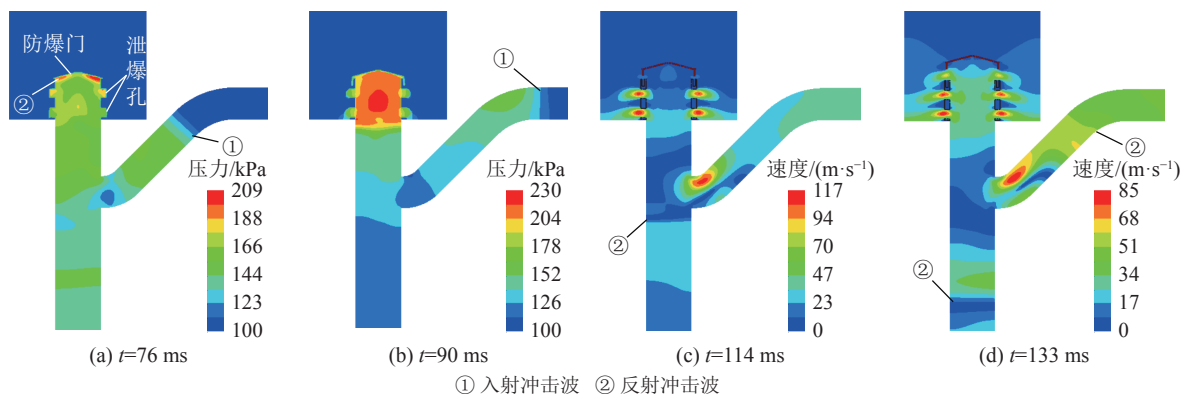 防爆门
泄爆孔
②
①
压力/kPa
209
188
166
144
123
100
(a) t=76 ms
①
压力/kPa
230
204
178
152
126
100
(b) t=90 ms
②
速度/(m·s⁻¹)
117
94
70
47
23
0
(c) t=114 ms
②
②
速度/(m·s⁻¹)
85
68
51
34
17
0
(d) t=133 ms
① 入射冲击波 ② 反射冲击波